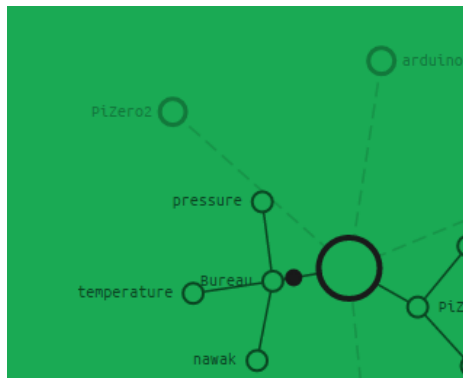 arduino
PiZero2
pressure
Bureau
temperature
PiZ
nawak